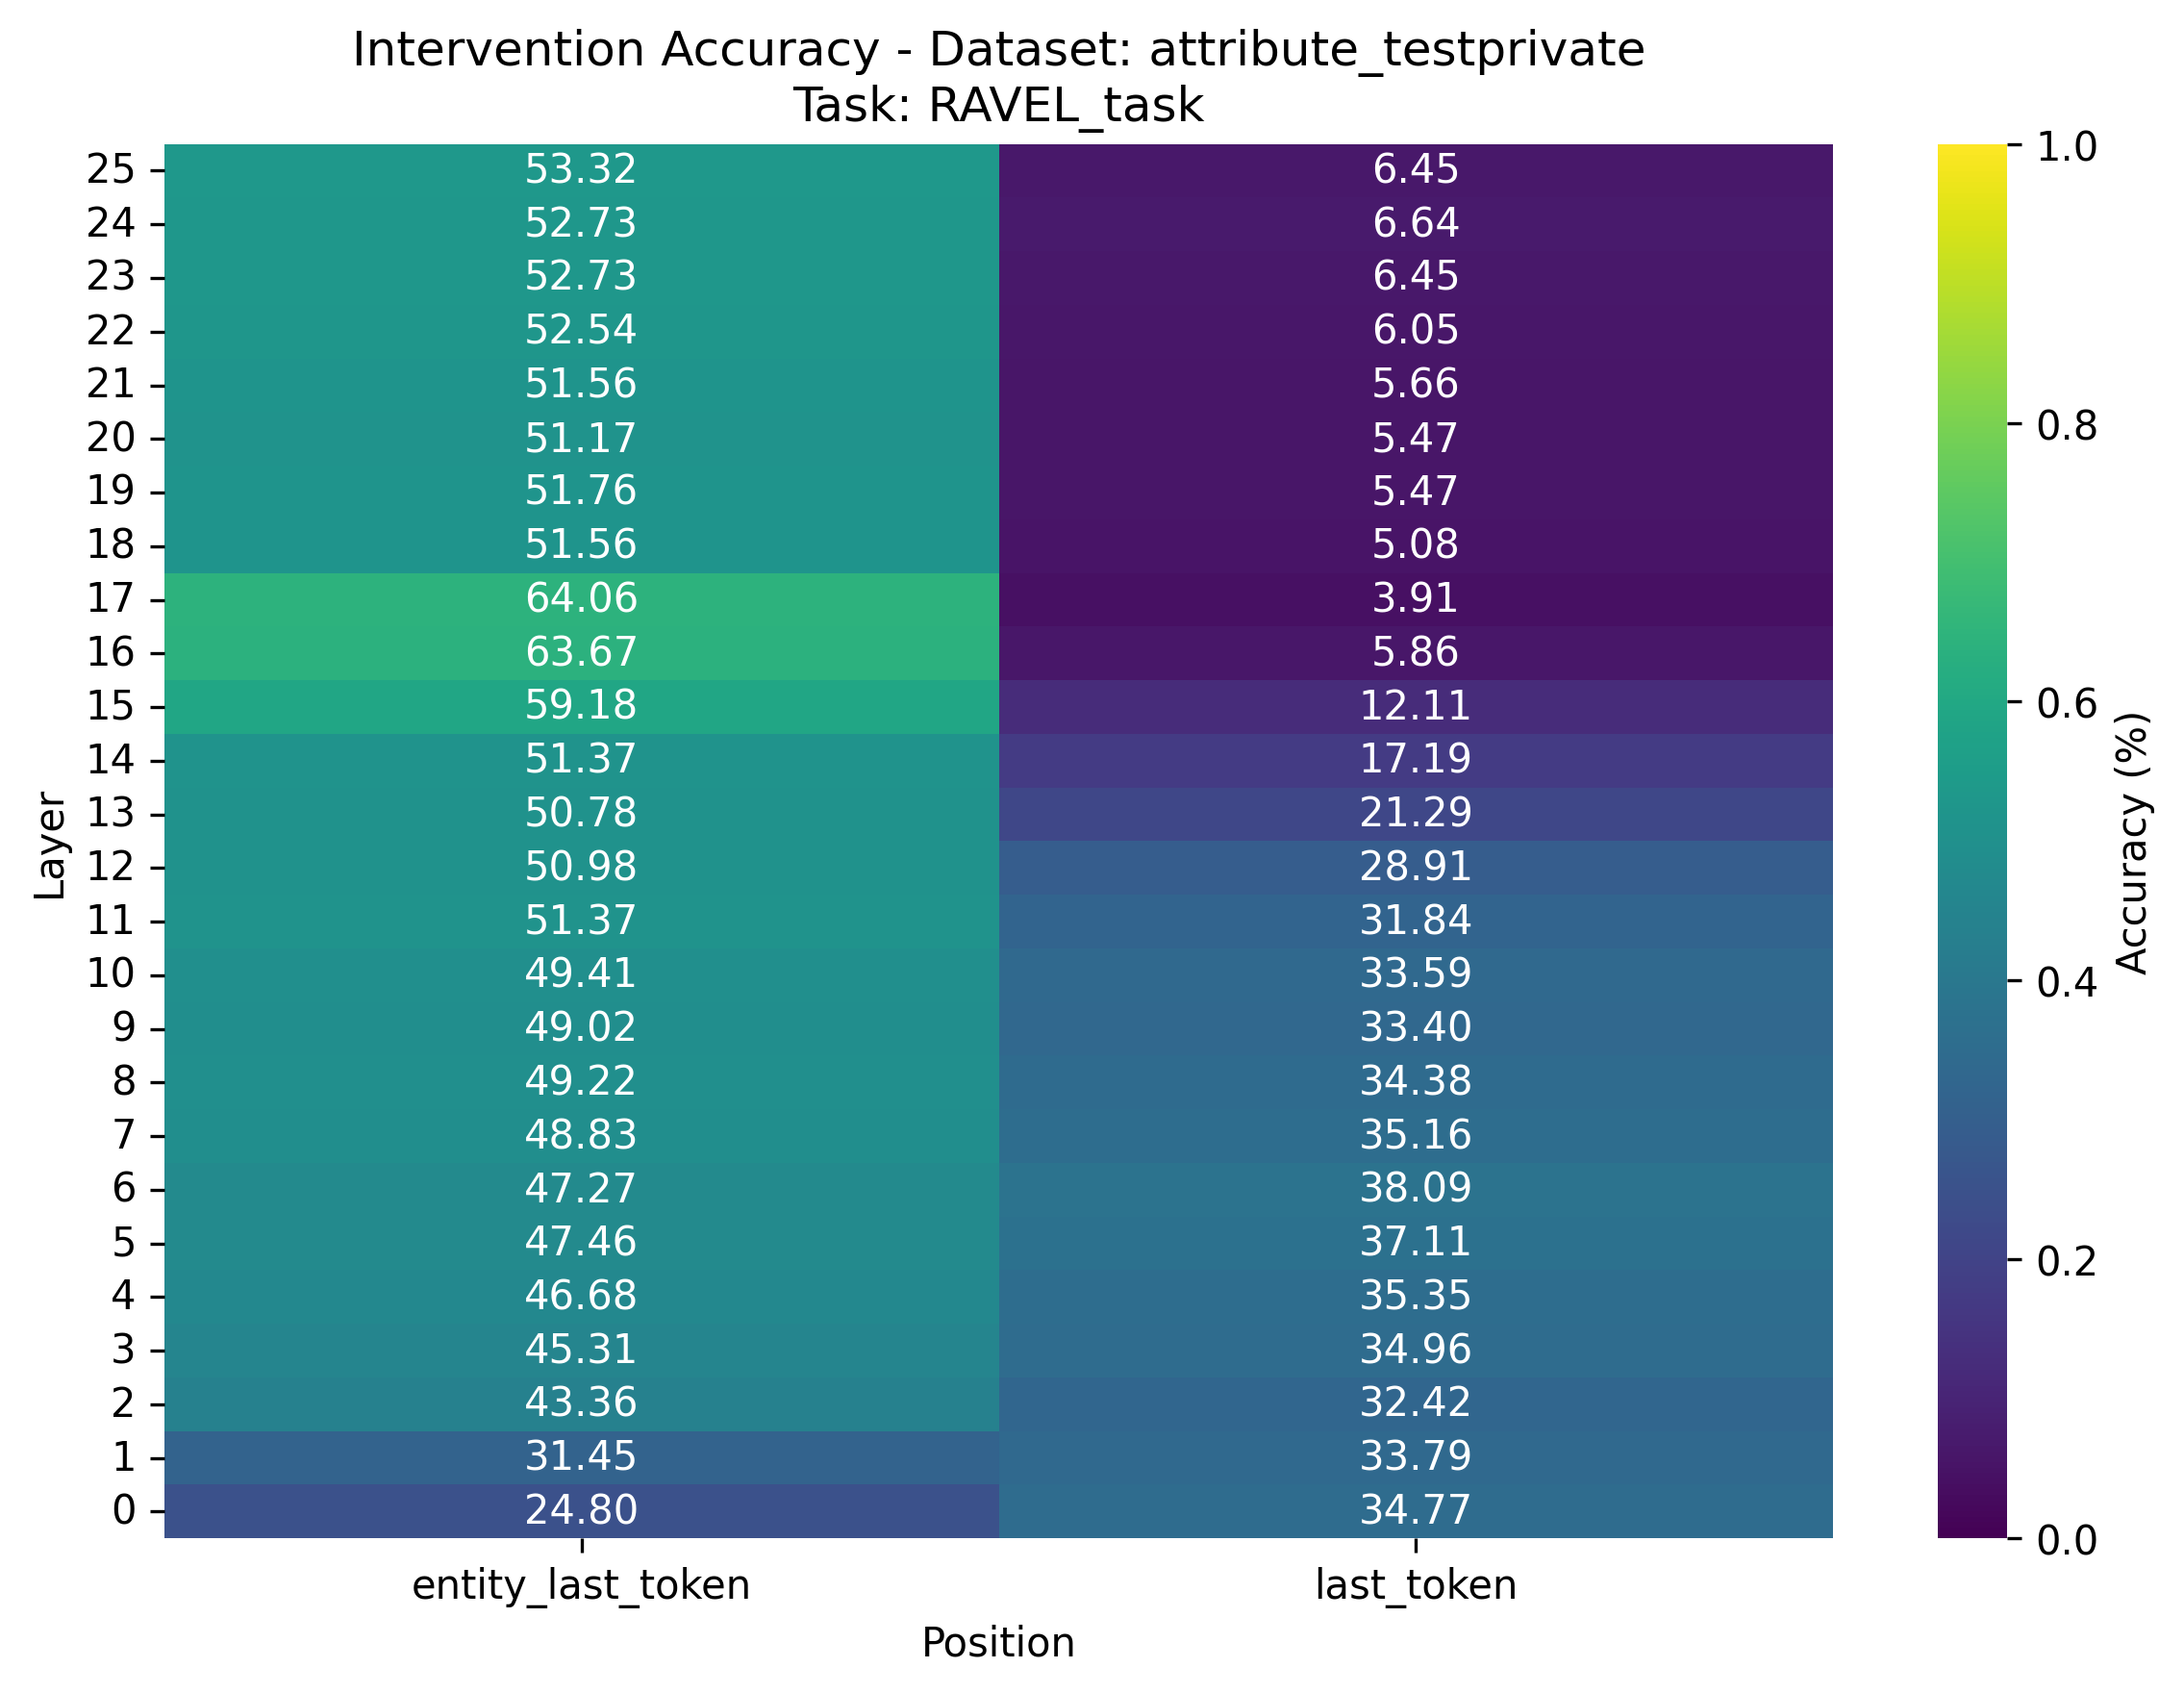 Intervention Accuracy - Dataset: attribute_testprivate
Task: RAVEL_task
25 53.32 6.45
24 52.73 6.64
23 52.73 6.45
22 52.54 6.05
21 51.56 5.66
20 51.17 5.47
19 51.76 5.47
18 51.56 5.08
17 64.06 3.91
16 63.67 5.86
15 59.18 12.11
14 51.37 17.19
13 50.78 21.29
12 50.98 28.91
11 51.37 31.84
10 49.41 33.59
9 49.02 33.40
8 49.22 34.38
7 48.83 35.16
6 47.27 38.09
5 47.46 37.11
4 46.68 35.35
3 45.31 34.96
2 43.36 32.42
1 31.45 33.79
0 24.80 34.77
Layer
entity_last_token last_token
Position
1.0
0.8
0.6
0.4
0.2
0.0
Accuracy (%)